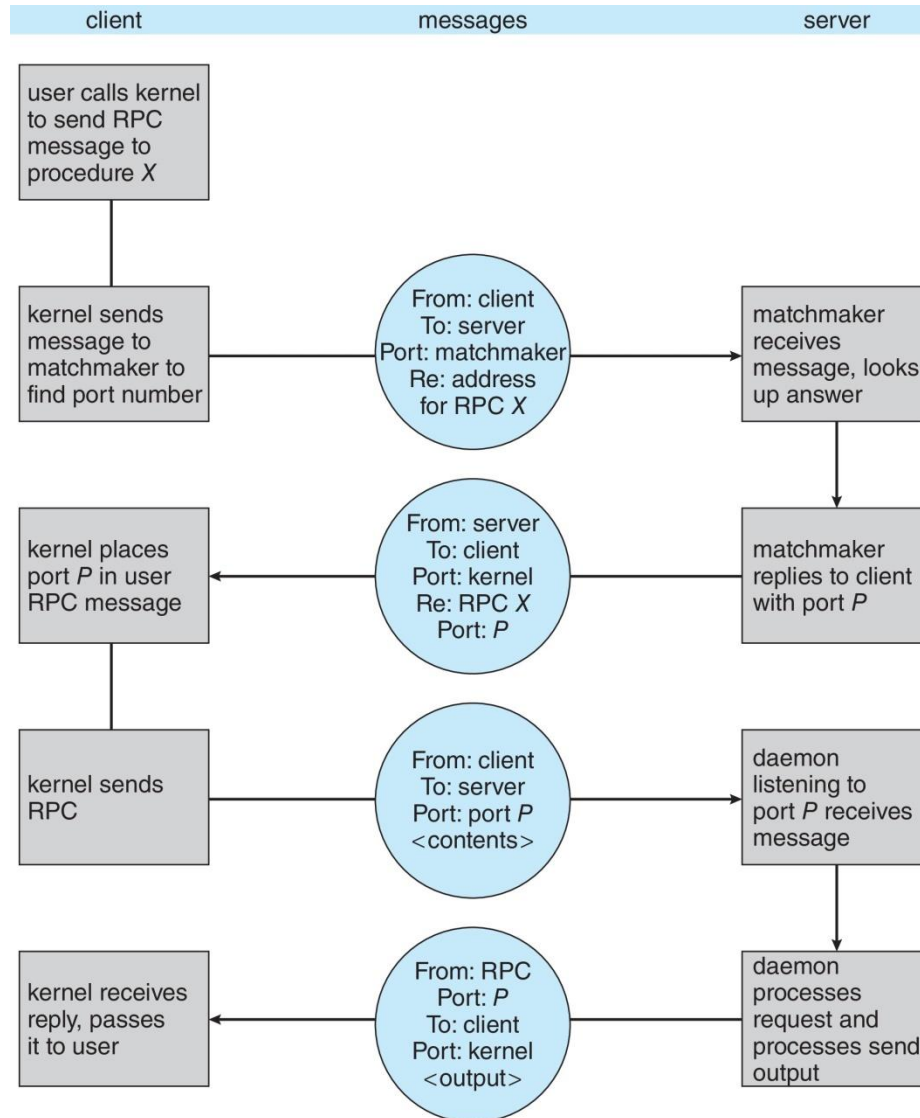 client messages server
user calls kernel
to send RPC
message to
procedure X
kernel sends
message to
matchmaker to
find port number
From: client
To: server
Port: matchmaker
Re: address
for RPC X
matchmaker
receives
message, looks
up answer
kernel places
port P in user
RPC message
From: server
To: client
Port: kernel
Re: RPC X
Port: P
matchmaker
replies to client
with port P
kernel sends
RPC
From: client
To: server
Port: port P
<contents>
daemon
listening to
port P receives
message
kernel receives
reply, passes
it to user
From: RPC
Port: P
To: client
Port: kernel
<output>
daemon
processes
request and
processes send
output